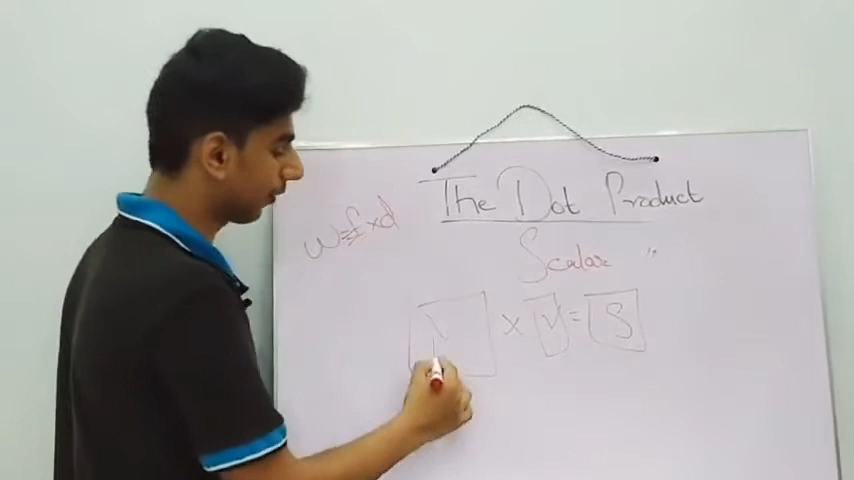 The Dot Product
W = f x d
Scalar "
V x V = S